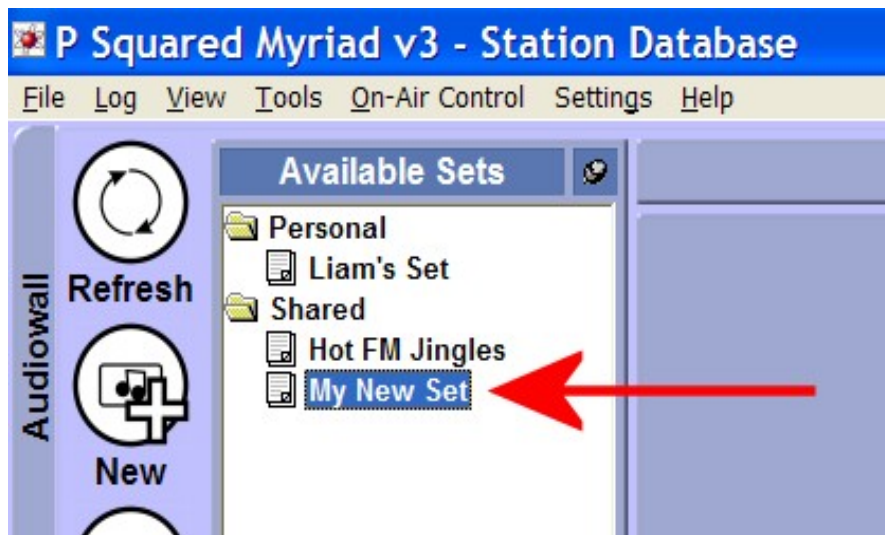 P Squared Myriad v3 - Station Database
File Log View Tools On-Air Control Settings Help
Audiowall
Refresh
New
Available Sets
Personal
Liam's Set
Shared
Hot FM Jingles
My New Set